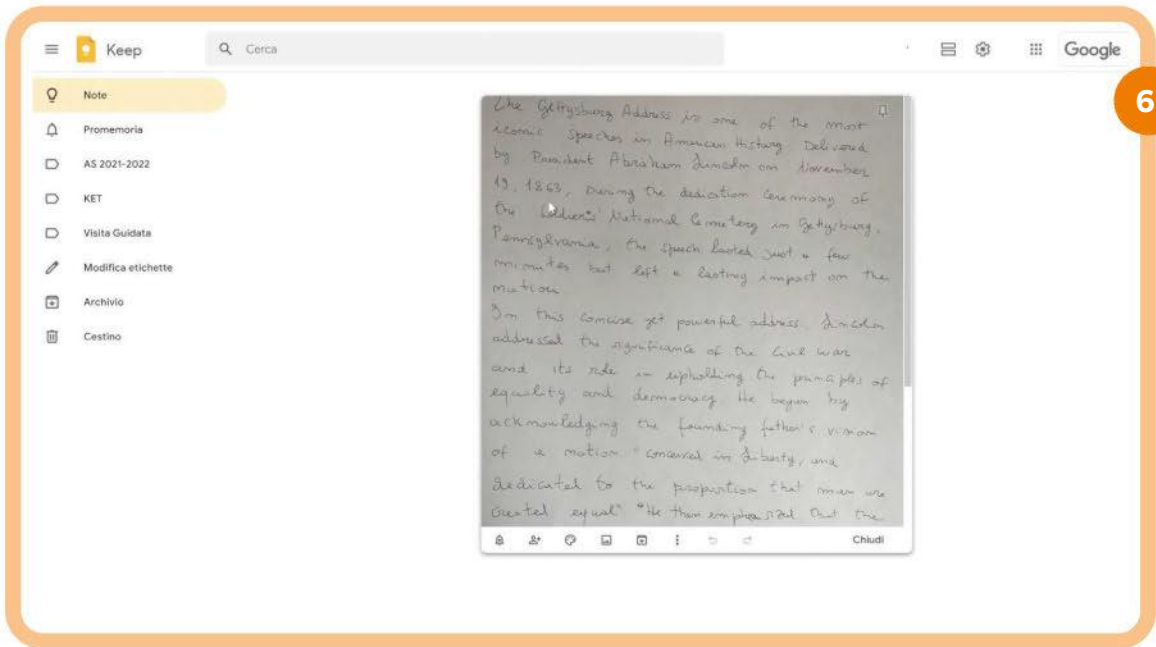 Keep
Cerca
Google
6
Note
Promemoria
AS 2021-2022
KET
Visita Guidata
Modifica etichette
Archivio
Cestino
The Gettysburg Address is one of the most
iconic speeches in American History Delivered
by President Abraham Lincoln on November
19, 1863, During the dedication Ceremony of
the Soldier's National Cemetery in Gettysburg,
Pennsylvania, the speech lasted just a few
minutes but left a lasting impact on the
nation
In this concise yet powerful address, Lincoln
addressed the significance of the Civil War
and its role in upholding the principles of
equality and democracy. He began by
acknowledging the founding father's vision
of a nation "conceived in Liberty, and
dedicated to the proposition that men are
created equal" "He then emphasized that the
Chiudi